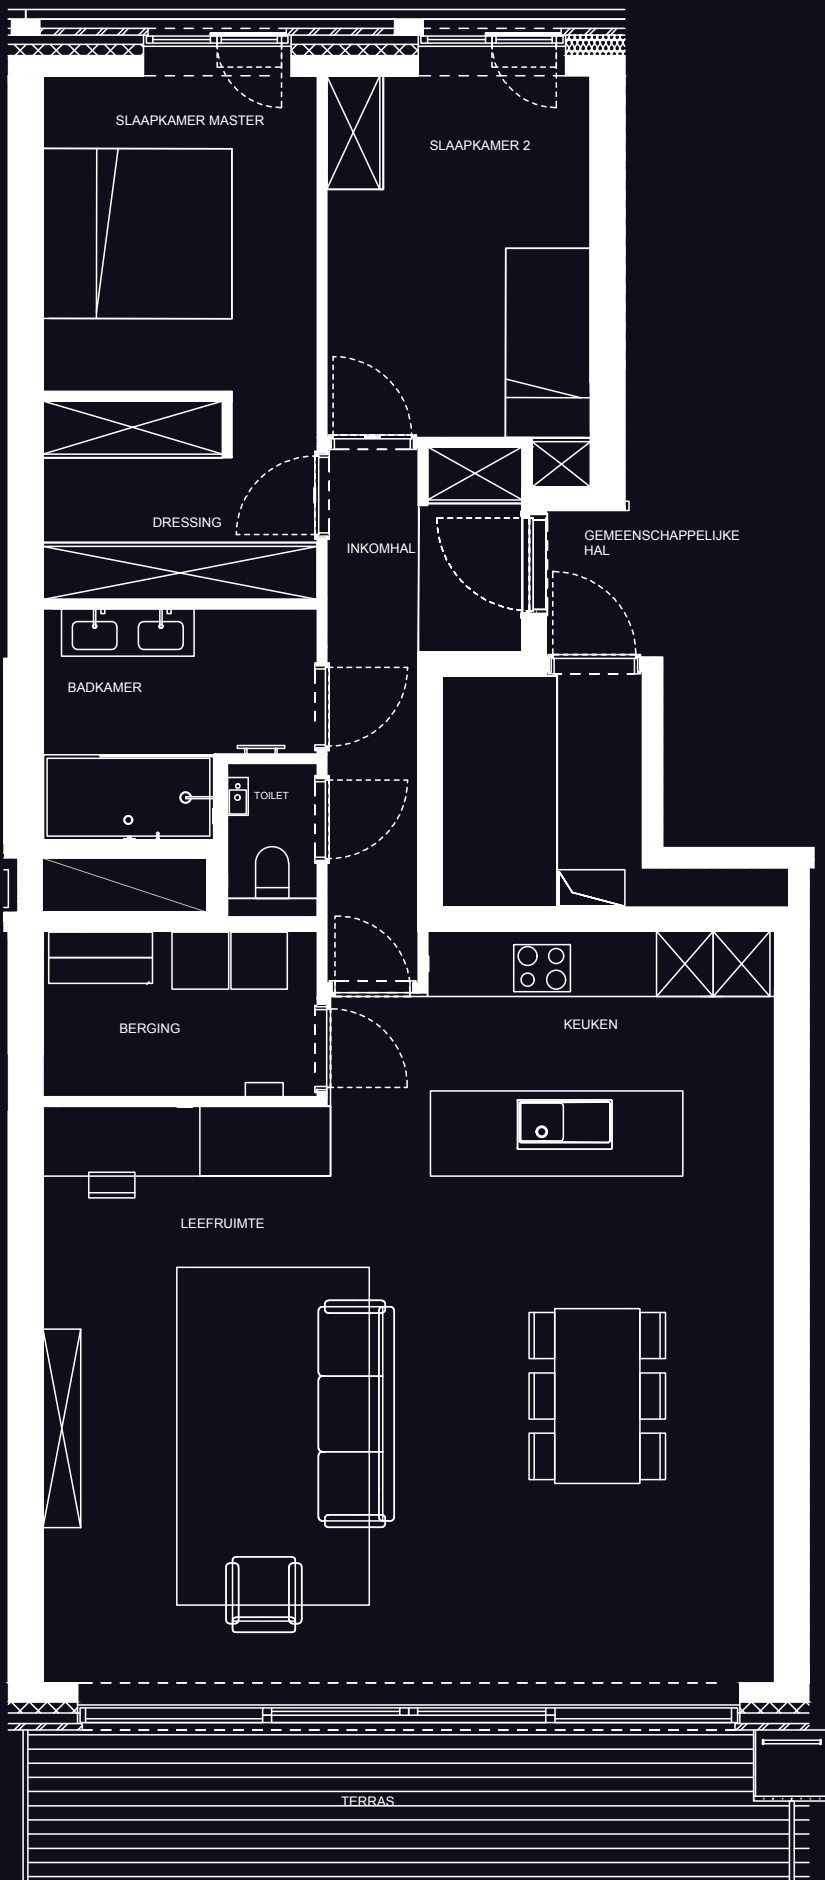 SLAAPKAMER MASTER
SLAAPKAMER 2
DRESSING
INKOMHAL
GEMEENSCHAPPELIJKE
HAL
BADKAMER
TOILET
BERGING
KEUKEN
LEEFRUIMTE
TERRAS